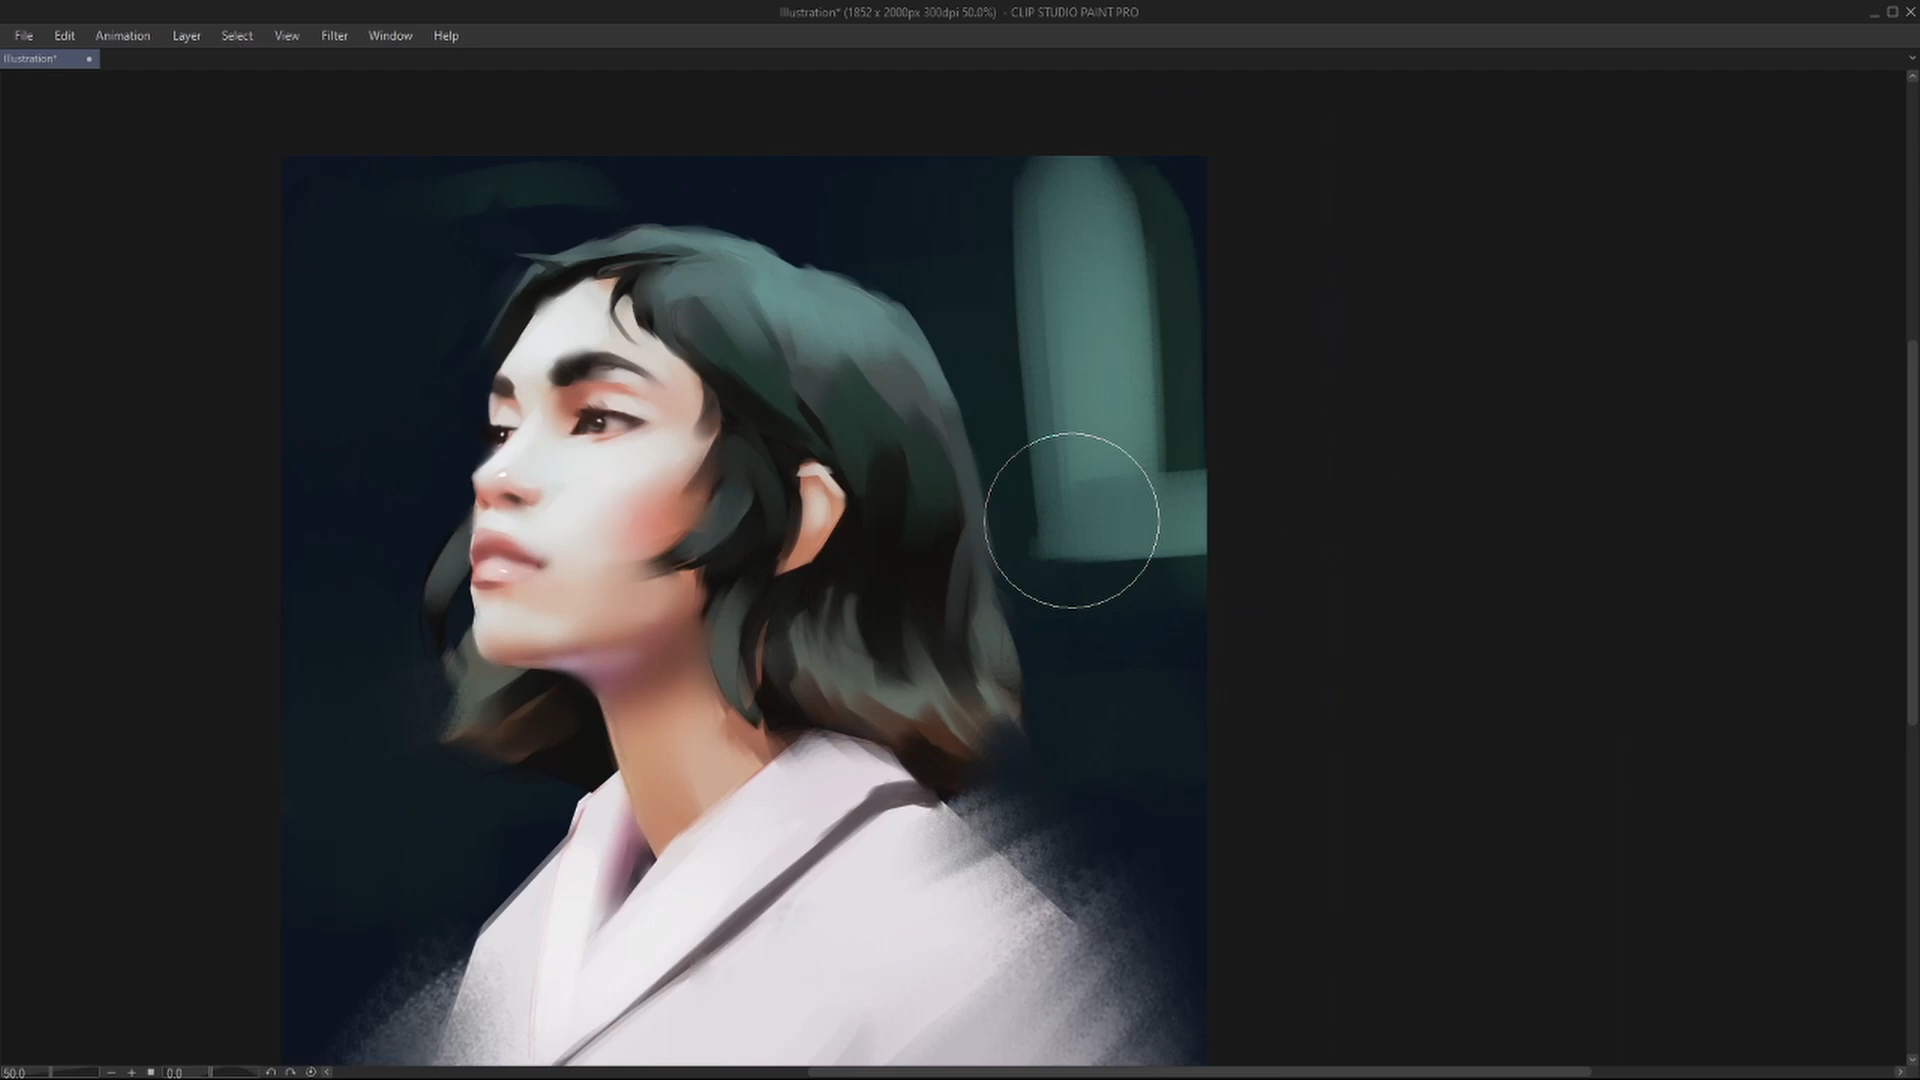 Illustration* (1852 x 2000px 300dpi 50.0%) - CLIP STUDIO PAINT PRO
File Edit Animation Layer Select View Filter Window Help
Illustration*
50.0 0.0